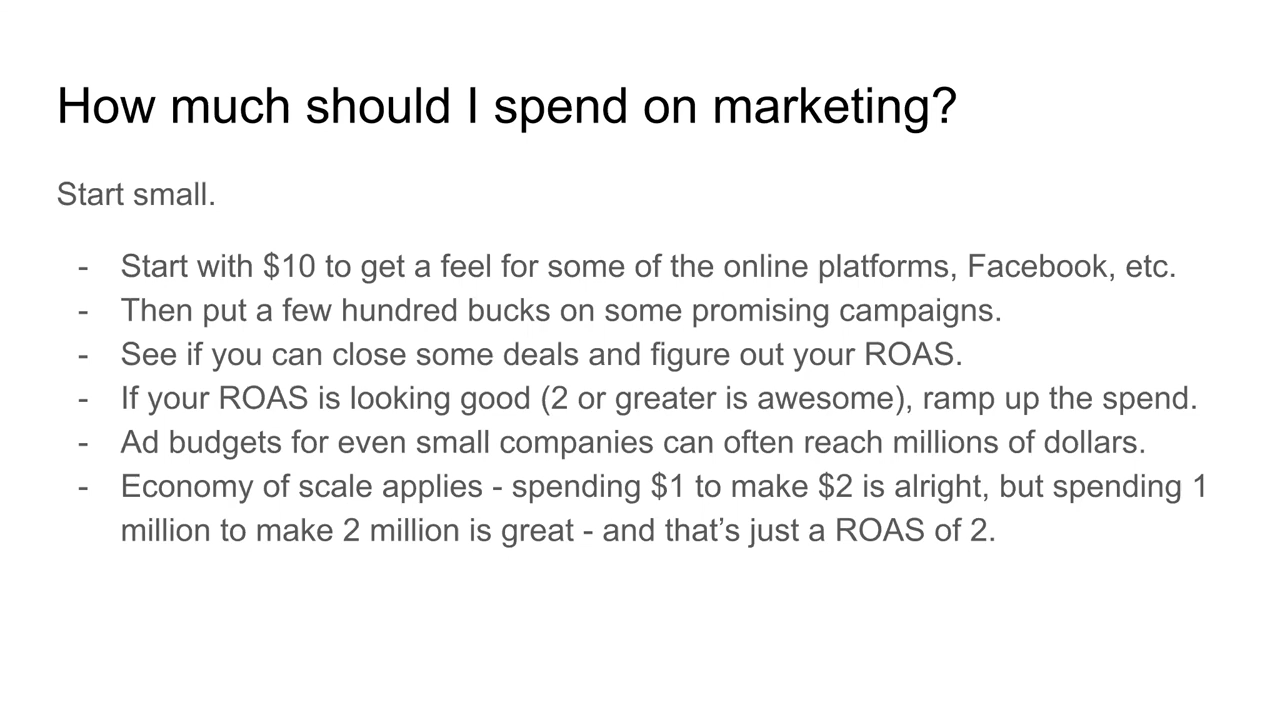 How much should I spend on marketing?
Start small.
- Start with $10 to get a feel for some of the online platforms, Facebook, etc.
- Then put a few hundred bucks on some promising campaigns.
- See if you can close some deals and figure out your ROAS.
- If your ROAS is looking good (2 or greater is awesome), ramp up the spend.
- Ad budgets for even small companies can often reach millions of dollars.
- Economy of scale applies - spending $1 to make $2 is alright, but spending 1
million to make 2 million is great - and that’s just a ROAS of 2.